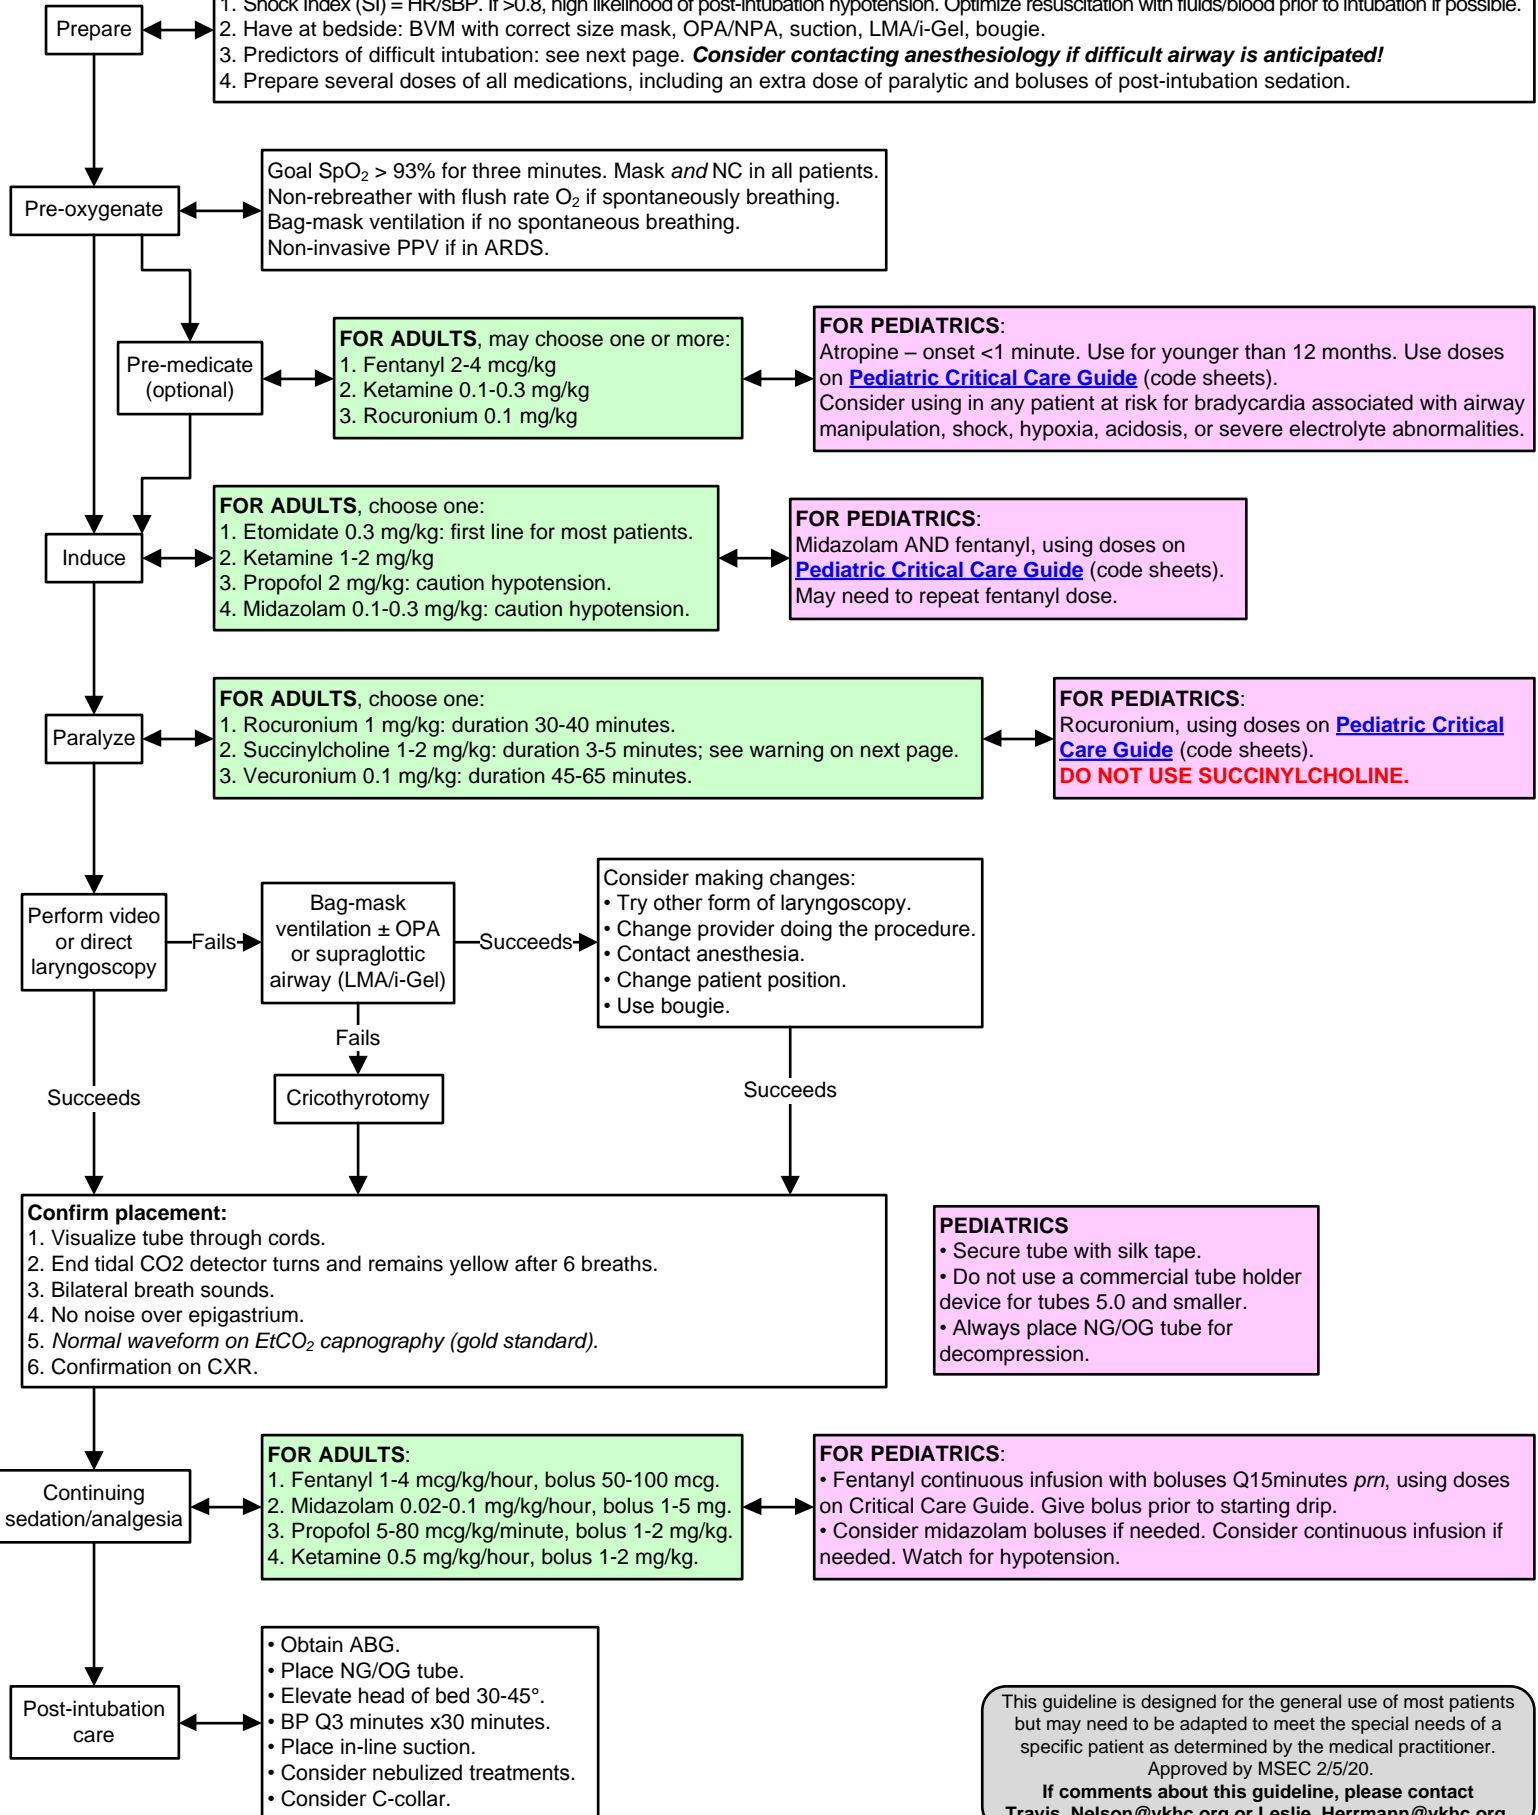 1. Shock Index (SI) = HR/sBP. If >0.8, high likelihood of post-intubation hypotension. Optimize resuscitation with fluids/blood prior to intubation if possible.
Prepare
2. Have at bedside: BVM with correct size mask, OPA/NPA, suction, LMA/i-Gel, bougie.
3. Predictors of difficult intubation: see next page. Consider contacting anesthesiology if difficult airway is anticipated!
4. Prepare several doses of all medications, including an extra dose of paralytic and boluses of post-intubation sedation.
Pre-oxygenate
Goal SpO2 > 93% for three minutes. Mask and NC in all patients.
Non-rebreather with flush rate O2 if spontaneously breathing.
Bag-mask ventilation if no spontaneous breathing.
Non-invasive PPV if in ARDS.
Pre-medicate
(optional)
FOR ADULTS, may choose one or more:
1. Fentanyl 2-4 mcg/kg
2. Ketamine 0.1-0.3 mg/kg
3. Rocuronium 0.1 mg/kg
FOR PEDIATRICS:
Atropine – onset <1 minute. Use for younger than 12 months. Use doses
on Pediatric Critical Care Guide (code sheets).
Consider using in any patient at risk for bradycardia associated with airway
manipulation, shock, hypoxia, acidosis, or severe electrolyte abnormalities.
Induce
FOR ADULTS, choose one:
1. Etomidate 0.3 mg/kg: first line for most patients.
2. Ketamine 1-2 mg/kg
3. Propofol 2 mg/kg: caution hypotension.
4. Midazolam 0.1-0.3 mg/kg: caution hypotension.
FOR PEDIATRICS:
Midazolam AND fentanyl, using doses on
Pediatric Critical Care Guide (code sheets).
May need to repeat fentanyl dose.
Paralyze
FOR ADULTS, choose one:
1. Rocuronium 1 mg/kg: duration 30-40 minutes.
2. Succinylcholine 1-2 mg/kg: duration 3-5 minutes; see warning on next page.
3. Vecuronium 0.1 mg/kg: duration 45-65 minutes.
FOR PEDIATRICS:
Rocuronium, using doses on Pediatric Critical
Care Guide (code sheets).
DO NOT USE SUCCINYLCHOLINE.
Perform video
or direct
laryngoscopy
Fails
Bag-mask
ventilation ± OPA
or supraglottic
airway (LMA/i-Gel)
Succeeds
Consider making changes:
• Try other form of laryngoscopy.
• Change provider doing the procedure.
• Contact anesthesia.
• Change patient position.
• Use bougie.
Fails
Succeeds
Cricothyrotomy
Succeeds
Confirm placement:
1. Visualize tube through cords.
2. End tidal CO2 detector turns and remains yellow after 6 breaths.
3. Bilateral breath sounds.
4. No noise over epigastrium.
5. Normal waveform on EtCO2 capnography (gold standard).
6. Confirmation on CXR.
PEDIATRICS
• Secure tube with silk tape.
• Do not use a commercial tube holder
device for tubes 5.0 and smaller.
• Always place NG/OG tube for
decompression.
Continuing
sedation/analgesia
FOR ADULTS:
1. Fentanyl 1-4 mcg/kg/hour, bolus 50-100 mcg.
2. Midazolam 0.02-0.1 mg/kg/hour, bolus 1-5 mg.
3. Propofol 5-80 mcg/kg/minute, bolus 1-2 mg/kg.
4. Ketamine 0.5 mg/kg/hour, bolus 1-2 mg/kg.
FOR PEDIATRICS:
• Fentanyl continuous infusion with boluses Q15minutes prn, using doses
on Critical Care Guide. Give bolus prior to starting drip.
• Consider midazolam boluses if needed. Consider continuous infusion if
needed. Watch for hypotension.
Post-intubation
care
• Obtain ABG.
• Place NG/OG tube.
• Elevate head of bed 30-45°.
• BP Q3 minutes x30 minutes.
• Place in-line suction.
• Consider nebulized treatments.
• Consider C-collar.
This guideline is designed for the general use of most patients
but may need to be adapted to meet the special needs of a
specific patient as determined by the medical practitioner.
Approved by MSEC 2/5/20.
If comments about this guideline, please contact
Travis_Nelson@ykhc.org or Leslie_Herrmann@ykhc.org